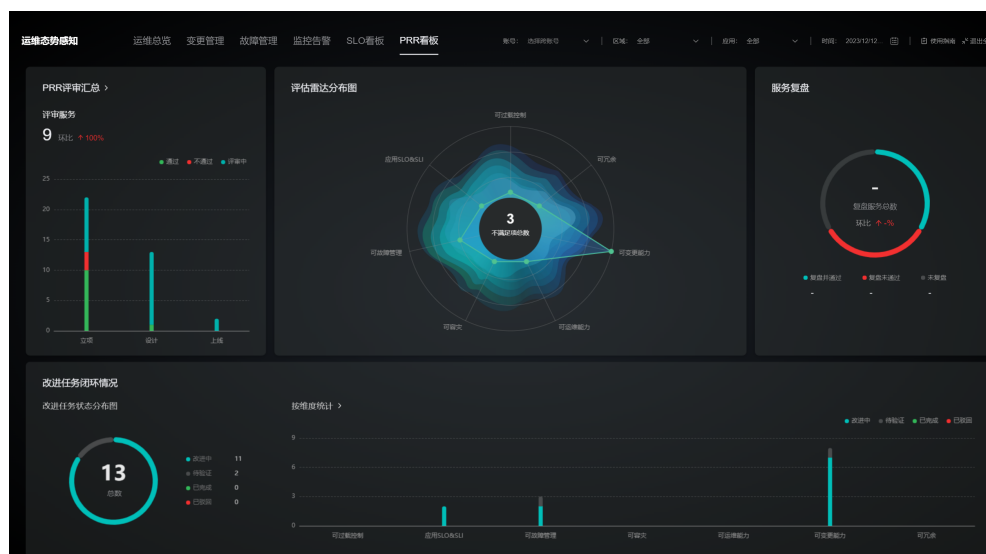 运维态势感知 运维总览 变更管理 故障管理 监控告警 SLO看板 PRR看板 账号: 选择跨账号 区域: 全部 应用: 全部 时间: 2023/12/12... 使用指南 退出全
PRR评审汇总 >
评审服务
9 环比 ↑ 100%
通过 不通过 评审中
25
20
15
10
5
0
立项 设计 上线
评估雷达分布图
可过载控制
应用SLO&SLI 可冗余
3
不满足项总数
可故障管理 可变更能力
可容灾 可运维能力
服务复盘
-
复盘服务总数
环比 ↑ -%
复盘并通过 复盘未通过 未复盘
- - -
改进任务闭环情况
改进任务状态分布图
13
总数
改进中 11
待验证 2
已完成 0
已驳回 0
按维度统计 >
改进中 待验证 已完成 已驳回
9
6
3
0
可过载控制 应用SLO&SLI 可故障管理 可容灾 可运维能力 可变更能力 可冗余